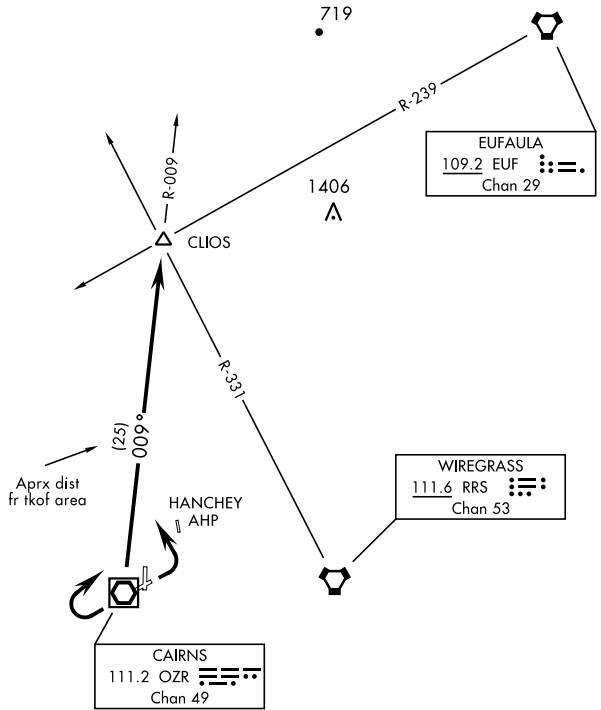 719
R-239
EUFAULA
109.2 EUF
Chan 29
R-009
1406
CLIOS
R-331
(25)
009°
Aprx dist
fr tkof area
HANCHEY
AHP
WIREGRASS
111.6 RRS
Chan 53
CAIRNS
111.2 OZR
Chan 49